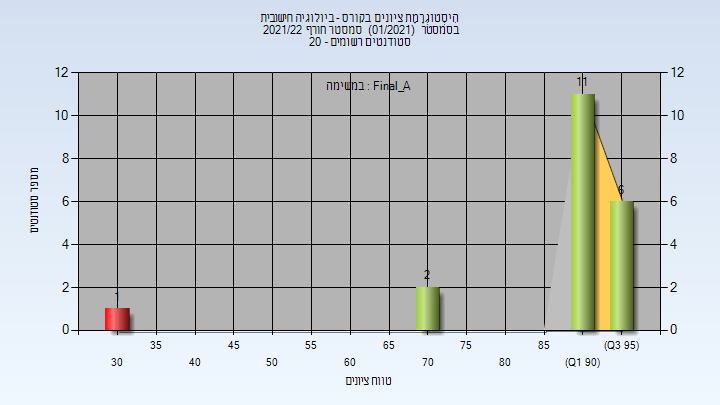 היסטוגרמת ציונים בקורס - ביולוגיה חישובית
בסמסטר (01/2021) סמסטר חורף 2021/22
סטודנטים רשומים - 20
במשימה : Final_A
מספר סטודנטים
12 12
10 10
8 8
6 6
4 4
2 2
0 0
1
2
11
6
35 45 55 65 75 85 (Q3 95)
30 40 50 60 70 80 (Q1 90)
טווח ציונים